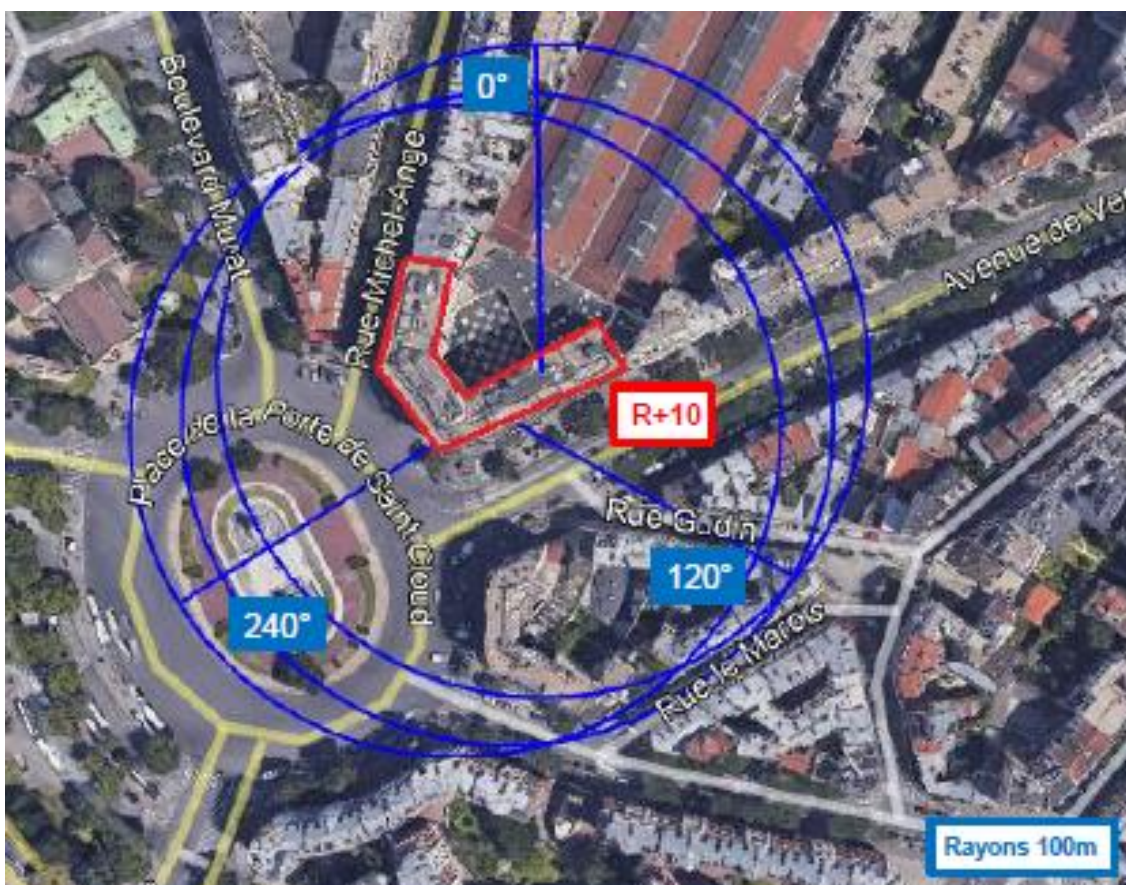 0°
Boulevard Murat
Rue Michel-Ange
Avenue de Ve
R+10
Place de la Porte de Saint Cloud
Rue Gudin
120°
240°
Rue le Marois
Rayons 100m